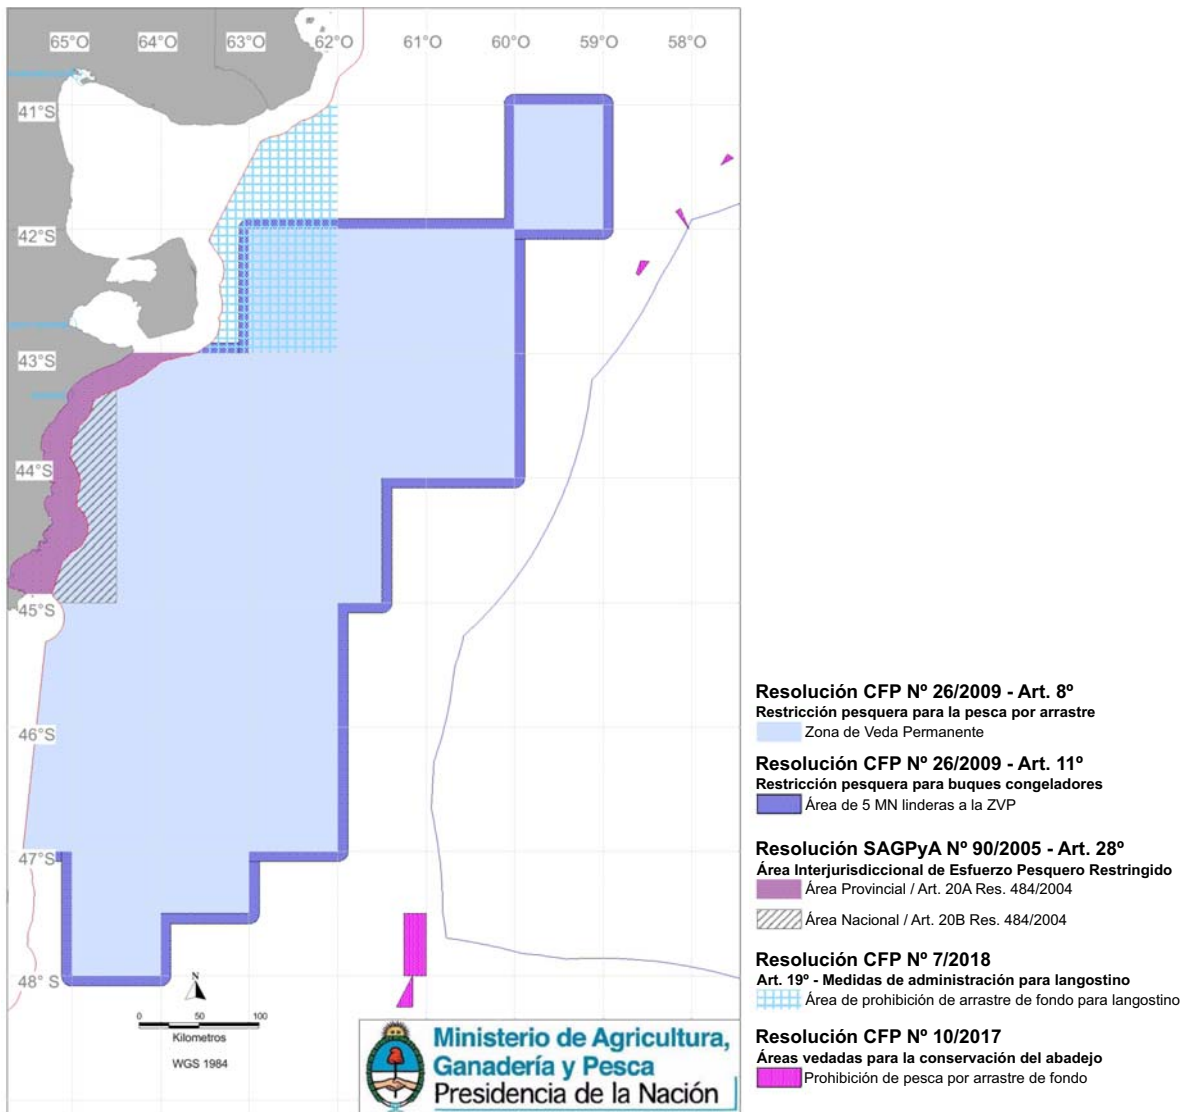 65°O 64°O 63°O 62°O 61°O 60°O 59°O 58°O
41°S
42°S
43°S
44°S
45°S
46°S
47°S
48° S
N
0 50 100
Kilometros
WGS 1984
Ministerio de Agricultura,
Ganadería y Pesca
Presidencia de la Nación
Resolución CFP Nº 26/2009 - Art. 8º
Restricción pesquera para la pesca por arrastre
Zona de Veda Permanente
Resolución CFP Nº 26/2009 - Art. 11º
Restricción pesquera para buques congeladores
Área de 5 MN linderas a la ZVP
Resolución SAGPyA Nº 90/2005 - Art. 28º
Área Interjurisdiccional de Esfuerzo Pesquero Restringido
Área Provincial / Art. 20A Res. 484/2004
Área Nacional / Art. 20B Res. 484/2004
Resolución CFP Nº 7/2018
Art. 19º - Medidas de administración para langostino
Área de prohibición de arrastre de fondo para langostino
Resolución CFP Nº 10/2017
Áreas vedadas para la conservación del abadejo
Prohibición de pesca por arrastre de fondo